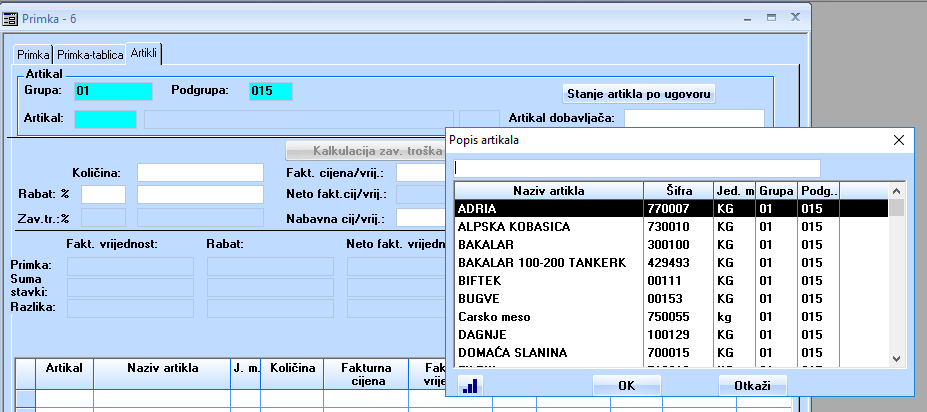 Primka - 6
Primka Primka-tablica Artikli
Artikal
Grupa: 01 Podgrupa: 015 Stanje artikla po ugovoru
Artikal: Artikal dobavljača:
Kalkulacija zav. troška
Količina: Fakt. cijena/vrij.:
Rabat: % Neto fakt.cij/vrij.:
Zav.tr.:% Nabavna cij/vrij.:
Fakt. vrijednost: Rabat: Neto fakt. vrijedn
Primka:
Suma
stavki:
Razlika:
Artikal Naziv artikla J. m. Količina Fakturna
cijena
Popis artikala
Naziv artikla Šifra Jed. m Grupa Podg..
ADRIA 770007 KG 01 015
ALPSKA KOBASICA 730010 KG 01 015
BAKALAR 300100 KG 01 015
BAKALAR 100-200 TANKERK 429493 KG 01 015
BIFTEK 00111 KG 01 015
BUGVE 00153 KG 01 015
Carsko meso 750055 kg 01 015
DAGNJE 100129 KG 01 015
DOMAĆA SLANINA 700015 KG 01 015
OK Otkaži